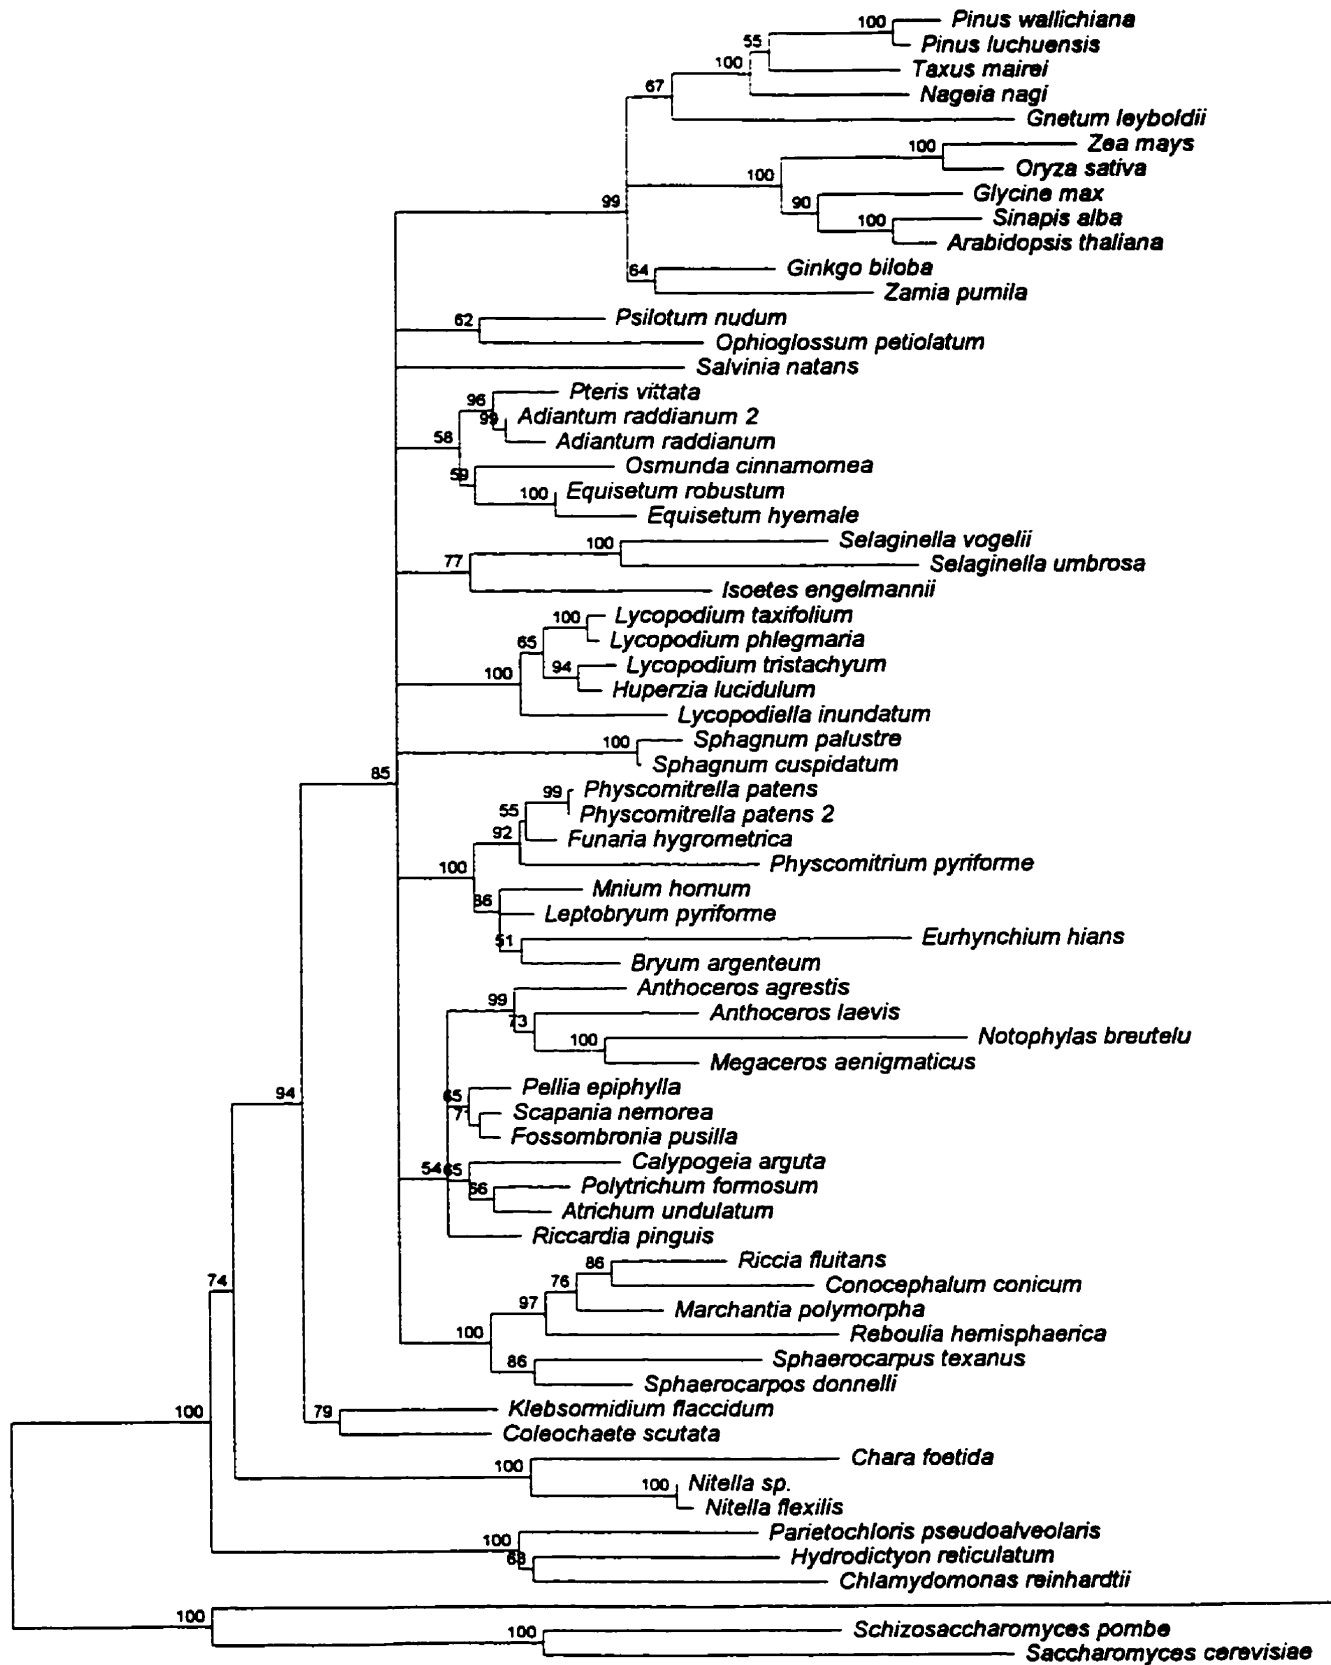 100 Pinus wallichiana
55 Pinus luchuensis
100 Taxus mairei
67 Nageia nagi
Gnetum leyboldii
100 Zea mays
Oryza sativa
100
90 Glycine max
99 100 Sinapis alba
Arabidopsis thaliana
64 Ginkgo biloba
Zamia pumila
62 Psilotum nudum
Ophioglossum petiolatum
Salvinia natans
96 Pteris vittata
99 Adiantum raddianum 2
58 Adiantum raddianum
59 Osmunda cinnamomea
100 Equisetum robustum
Equisetum hyemale
100 Selaginella vogelii
77 Selaginella umbrosa
Isoetes engelmannii
100 Lycopodium taxifolium
65 Lycopodium phlegmaria
100 94 Lycopodium tristachyum
Huperzia lucidulum
Lycopodiella inundatum
100 Sphagnum palustre
85 Sphagnum cuspidatum
99 Physcomitrella patens
55 Physcomitrella patens 2
92 Funaria hygrometrica
100 Physcomitrium pyriforme
86 Mnium hornum
Leptobryum pyriforme
51 Eurhynchium hians
Bryum argenteum
99 Anthoceros agrestis
73 Anthoceros laevis
100 Notophylas breutelu
Megaceros aenigmaticus
94 65 Pellia epiphylla
Scapania nemorea
Fossombronia pusilla
54 65 Calypogeia arguta
66 Polytrichum formosum
Atrichum undulatum
Riccardia pinguis
86 Riccia fluitans
74 76 Conocephalum conicum
97 Marchantia polymorpha
100 Reboulia hemisphaerica
86 Sphaerocarpus texanus
Sphaerocarpos donnelli
100 79 Klebsormidium flaccidum
Coleochaete scutata
100 Chara foetida
100 Nitella sp.
Nitella flexilis
100 Parietochloris pseudoalveolaris
63 Hydrodictyon reticulatum
Chlamydomonas reinhardtii
100
100 Schizosaccharomyces pombe
Saccharomyces cerevisiae